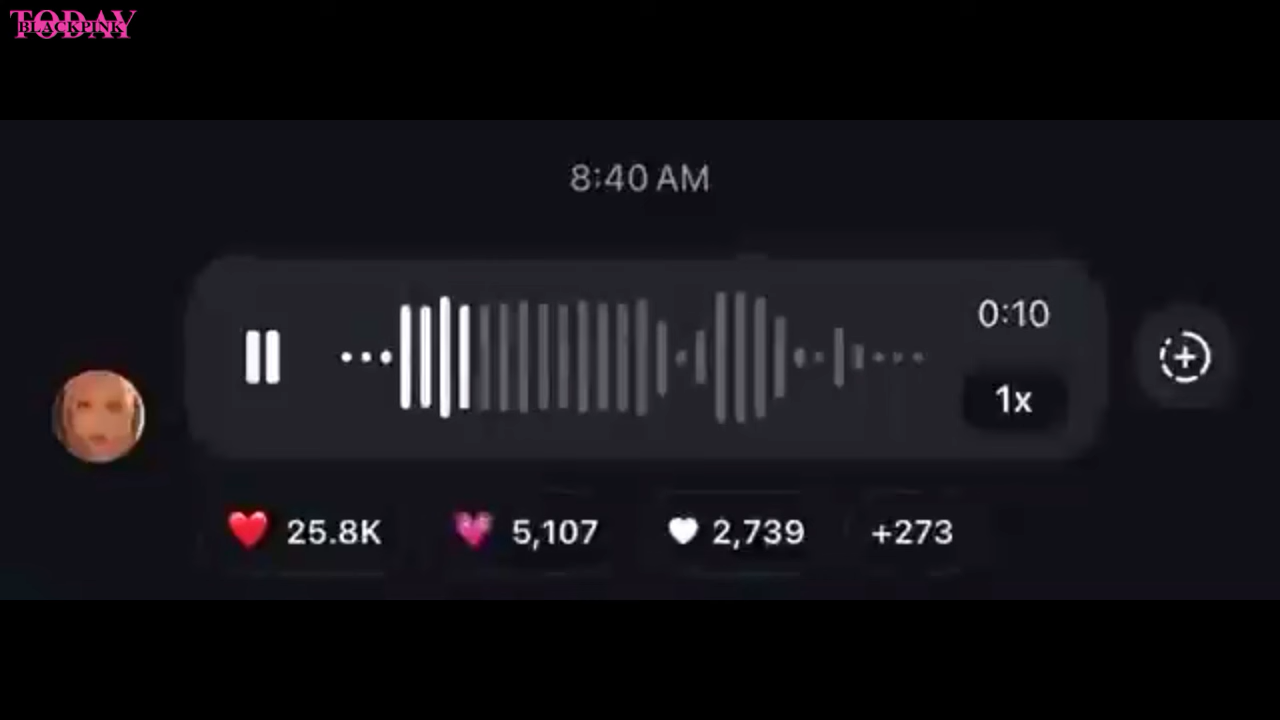 TODAY
BLACKPINK
8:40 AM
0:10
1x
25.8K 5,107 2,739 +273